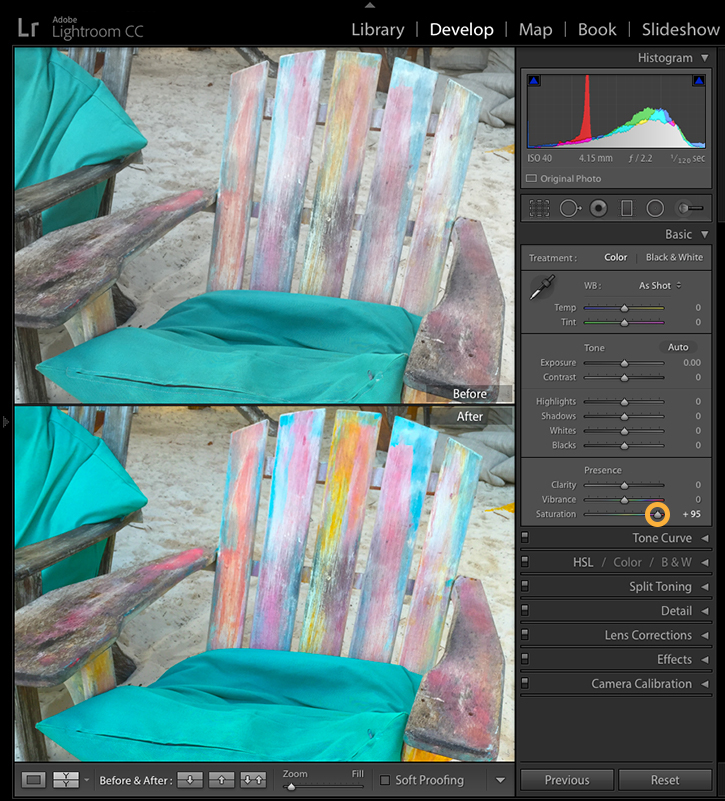 Lr
Adobe
Lightroom CC
Library | Develop | Map | Book | Slideshow
Histogram
ISO 40 4.15 mm ƒ / 2.2 1/120 sec
Original Photo
Basic
Treatment : Color Black & White
WB : As Shot
Temp 0
Tint 0
Tone Auto
Exposure 0.00
Contrast 0
Highlights 0
Shadows 0
Whites 0
Blacks 0
Presence
Clarity 0
Vibrance 0
Saturation + 95
Before
After
Tone Curve
HSL / Color / B & W
Split Toning
Detail
Lens Corrections
Effects
Camera Calibration
Y Y
Before & After :
Zoom Fill
Soft Proofing
Previous Reset